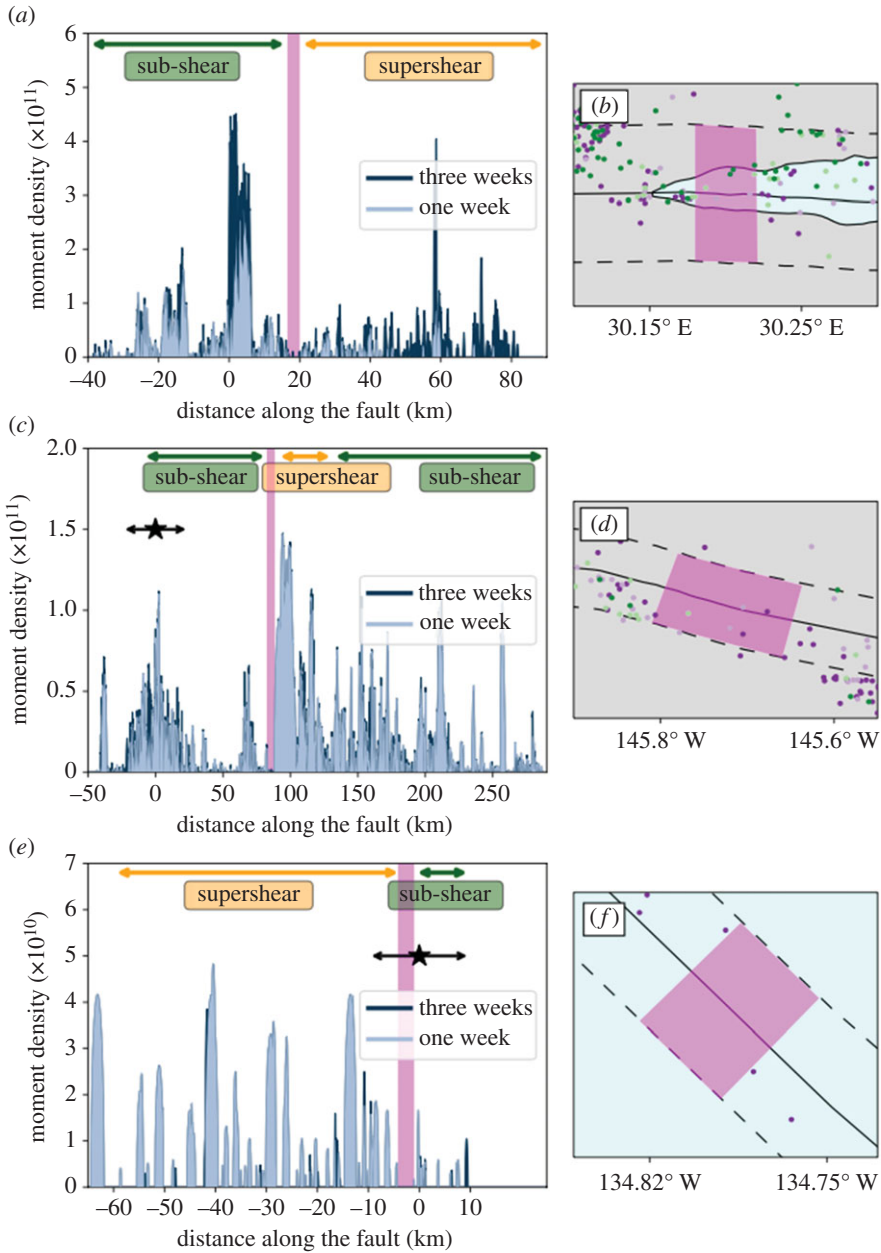 (a)
6
5
4
3
2
1
0
moment density (×10¹¹)
sub-shear
supershear
three weeks
one week
–40
–20
0
20
40
60
80
distance along the fault (km)
(b)
30.15° E
30.25° E
(c)
2.0
1.5
1.0
0.5
0
moment density (×10¹¹)
sub-shear
supershear
sub-shear
three weeks
one week
–50
0
50
100
150
200
250
distance along the fault (km)
(d)
145.8° W
145.6° W
(e)
7
6
5
4
3
2
1
0
moment density (×10¹⁰)
supershear
sub-shear
three weeks
one week
–60
–50
–40
–30
–20
–10
0
10
20
distance along the fault (km)
(f)
134.82° W
134.75° W